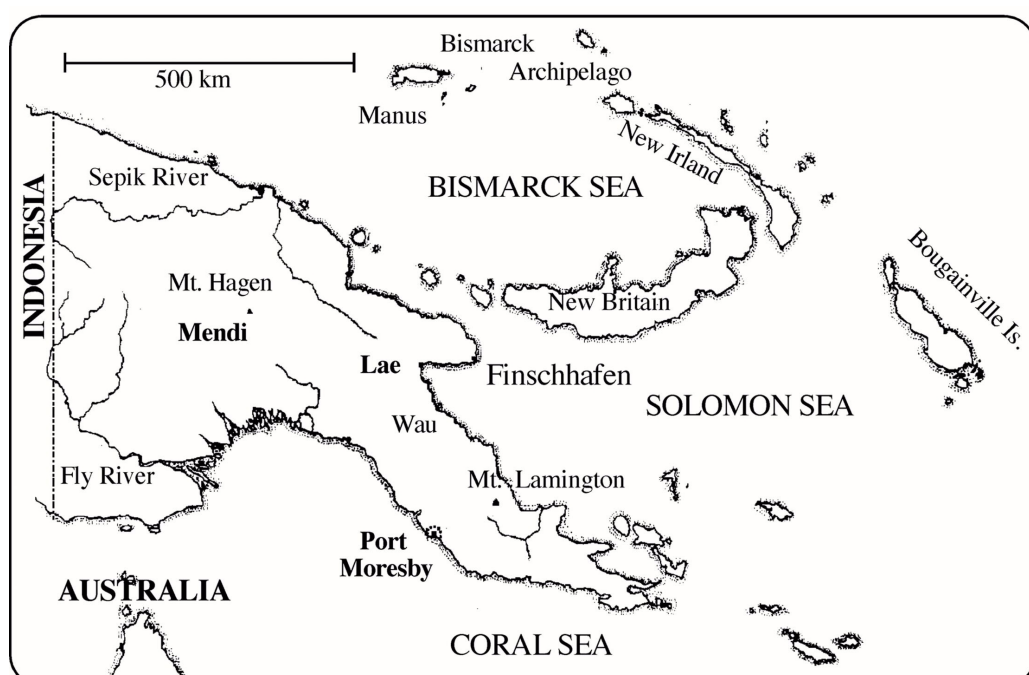 Bismarck
Archipelago
500 km
Manus
New Irland
Sepik River
BISMARCK SEA
INDONESIA
Bougainville Is.
Mt. Hagen
New Britain
Mendi
Lae
Finschhafen
SOLOMON SEA
Wau
Fly River
Mt. Lamington
Port
Moresby
AUSTRALIA
CORAL SEA